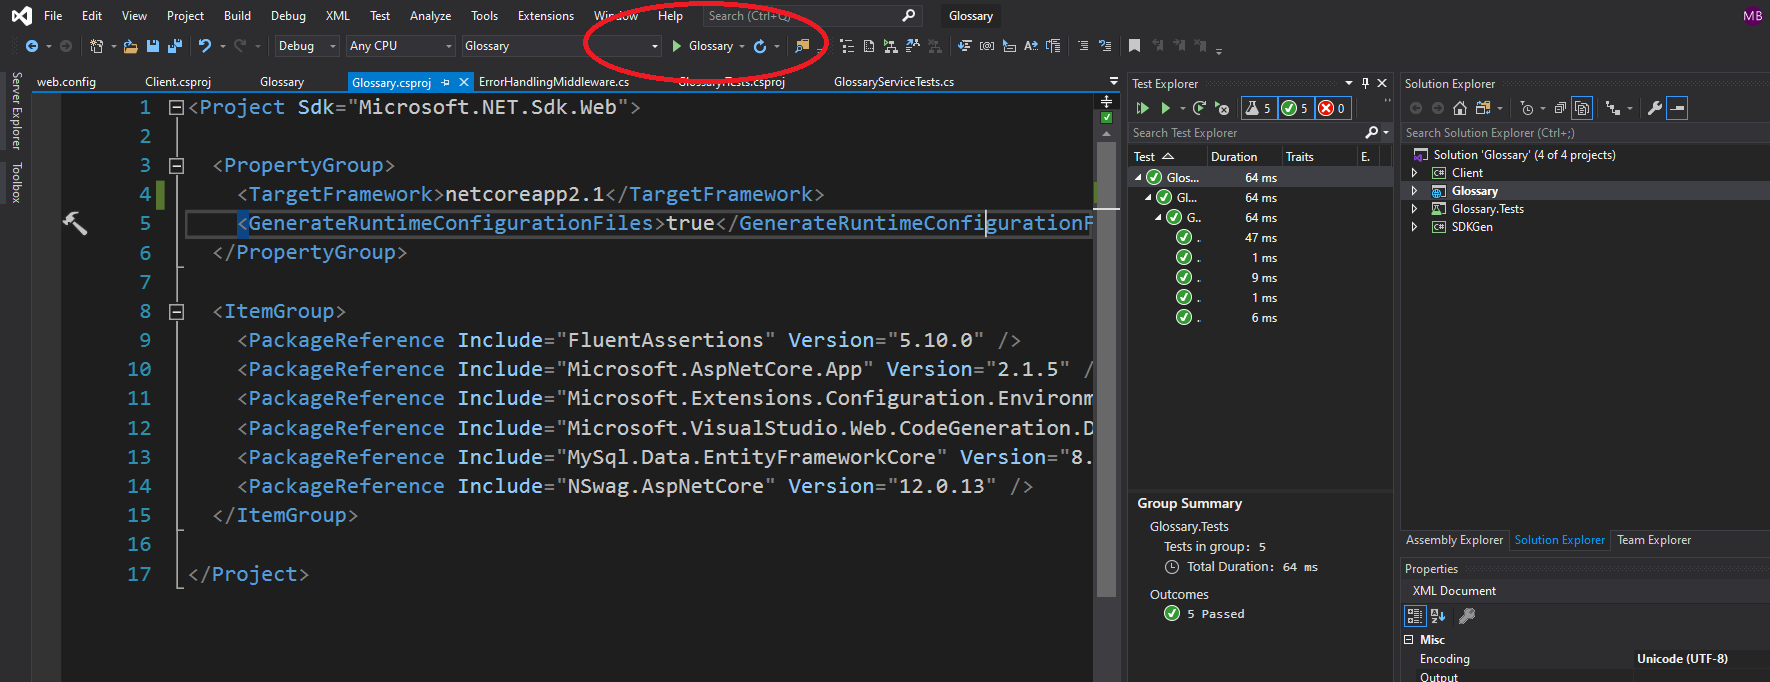 File Edit View Project Build Debug XML Test Analyze Tools Extensions Window Help Search (Ctrl+Q) Glossary MB
Debug Any CPU Glossary Glossary
web.config Client.csproj Glossary Glossary.csproj ErrorHandlingMiddleware.cs Glossary.Tests.csproj GlossaryServiceTests.cs
Server Explorer
Toolbox
1 <Project Sdk="Microsoft.NET.Sdk.Web">
2
3 <PropertyGroup>
4 <TargetFramework>netcoreapp2.1</TargetFramework>
5 <GenerateRuntimeConfigurationFiles>true</GenerateRuntimeConfigurationF
6 </PropertyGroup>
7
8 <ItemGroup>
9 <PackageReference Include="FluentAssertions" Version="5.10.0" />
10 <PackageReference Include="Microsoft.AspNetCore.App" Version="2.1.5" /
11 <PackageReference Include="Microsoft.Extensions.Configuration.Environm
12 <PackageReference Include="Microsoft.VisualStudio.Web.CodeGeneration.D
13 <PackageReference Include="MySql.Data.EntityFrameworkCore" Version="8.
14 <PackageReference Include="NSwag.AspNetCore" Version="12.0.13" />
15 </ItemGroup>
16
17 </Project>
Test Explorer
5 5 0
Search Test Explorer
Test Duration Traits E.
Glos... 64 ms
Gl... 64 ms
G.. 64 ms
.. 47 ms
.. 1 ms
.. 9 ms
.. 1 ms
.. 6 ms
Group Summary
Glossary.Tests
Tests in group: 5
Total Duration: 64 ms
Outcomes
5 Passed
Solution Explorer
Search Solution Explorer (Ctrl+;)
Solution 'Glossary' (4 of 4 projects)
Client
Glossary
Glossary.Tests
SDKGen
Assembly Explorer Solution Explorer Team Explorer
Properties
XML Document
Misc
Encoding Unicode (UTF-8)
Output